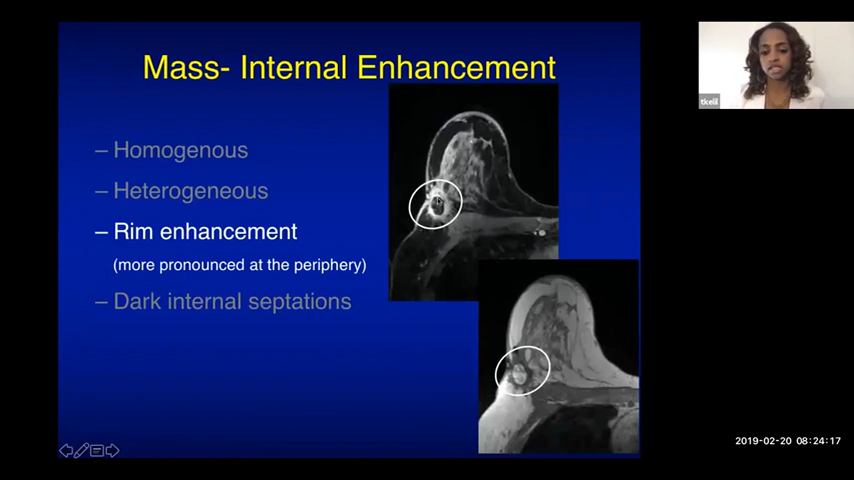 Mass- Internal Enhancement
– Homogenous
– Heterogeneous
– Rim enhancement
(more pronounced at the periphery)
– Dark internal septations
tkelil
2019-02-20 08:24:17